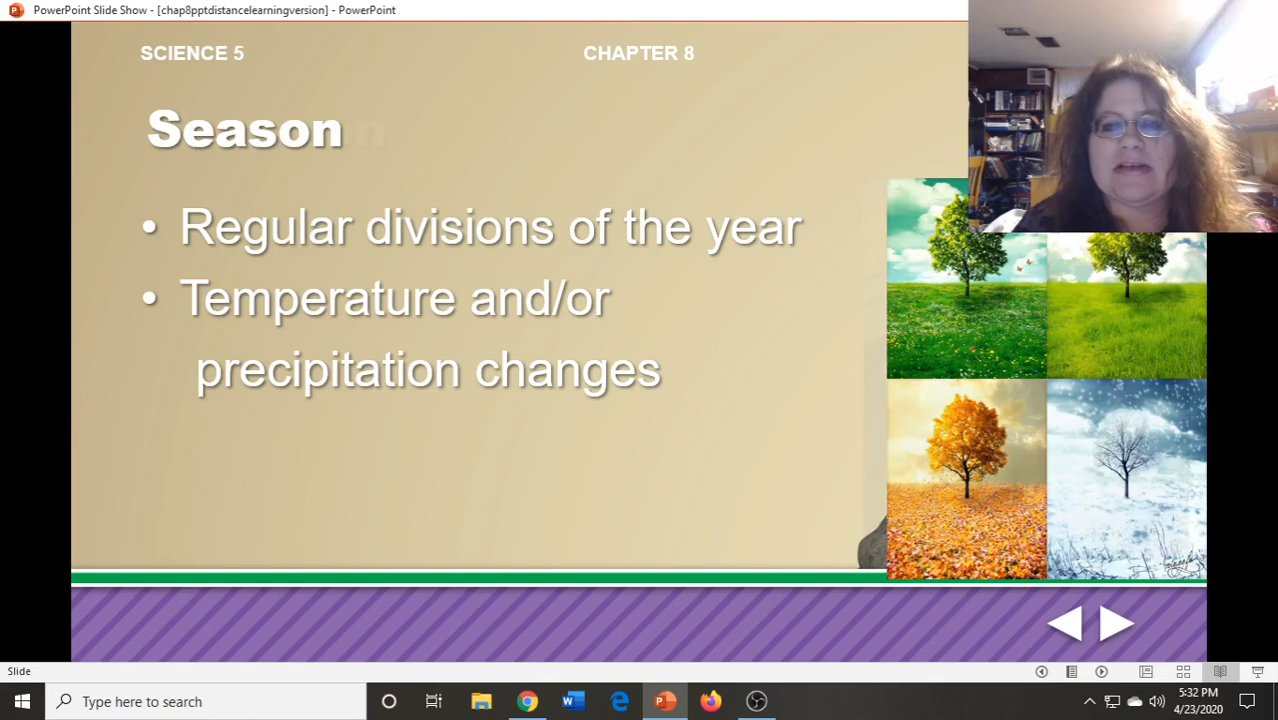 PowerPoint Slide Show - [chap8pptdistancelearningversion] - PowerPoint
SCIENCE 5 CHAPTER 8
Season
• Regular divisions of the year
• Temperature and/or
precipitation changes
Slide
Type here to search
5:32 PM
4/23/2020